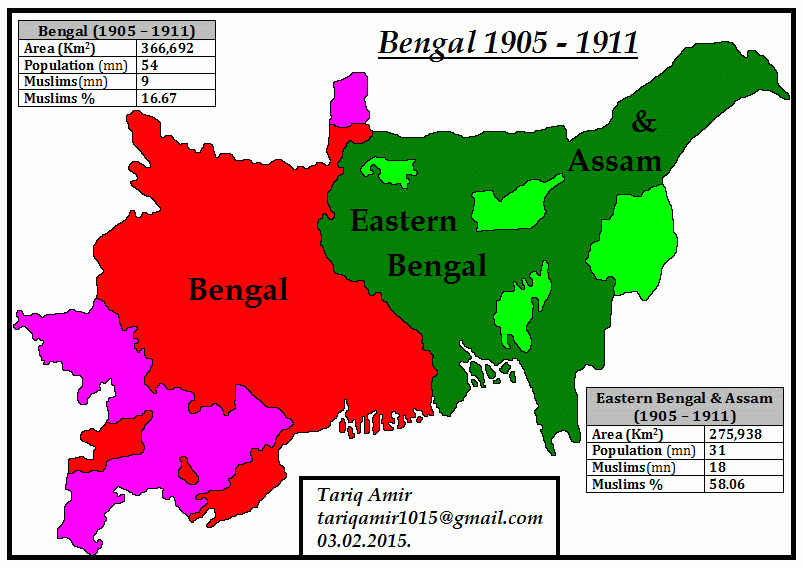 Bengal (1905 – 1911)
Area (Km²) 366,692
Population (mn) 54
Muslims(mn) 9
Muslims % 16.67
Bengal 1905 - 1911
&
Assam
Eastern
Bengal
Bengal
Eastern Bengal & Assam
(1905 – 1911)
Area (Km²) 275,938
Population (mn) 31
Muslims(mn) 18
Muslims % 58.06
Tariq Amir
tariqamir1015@gmail.com
03.02.2015.